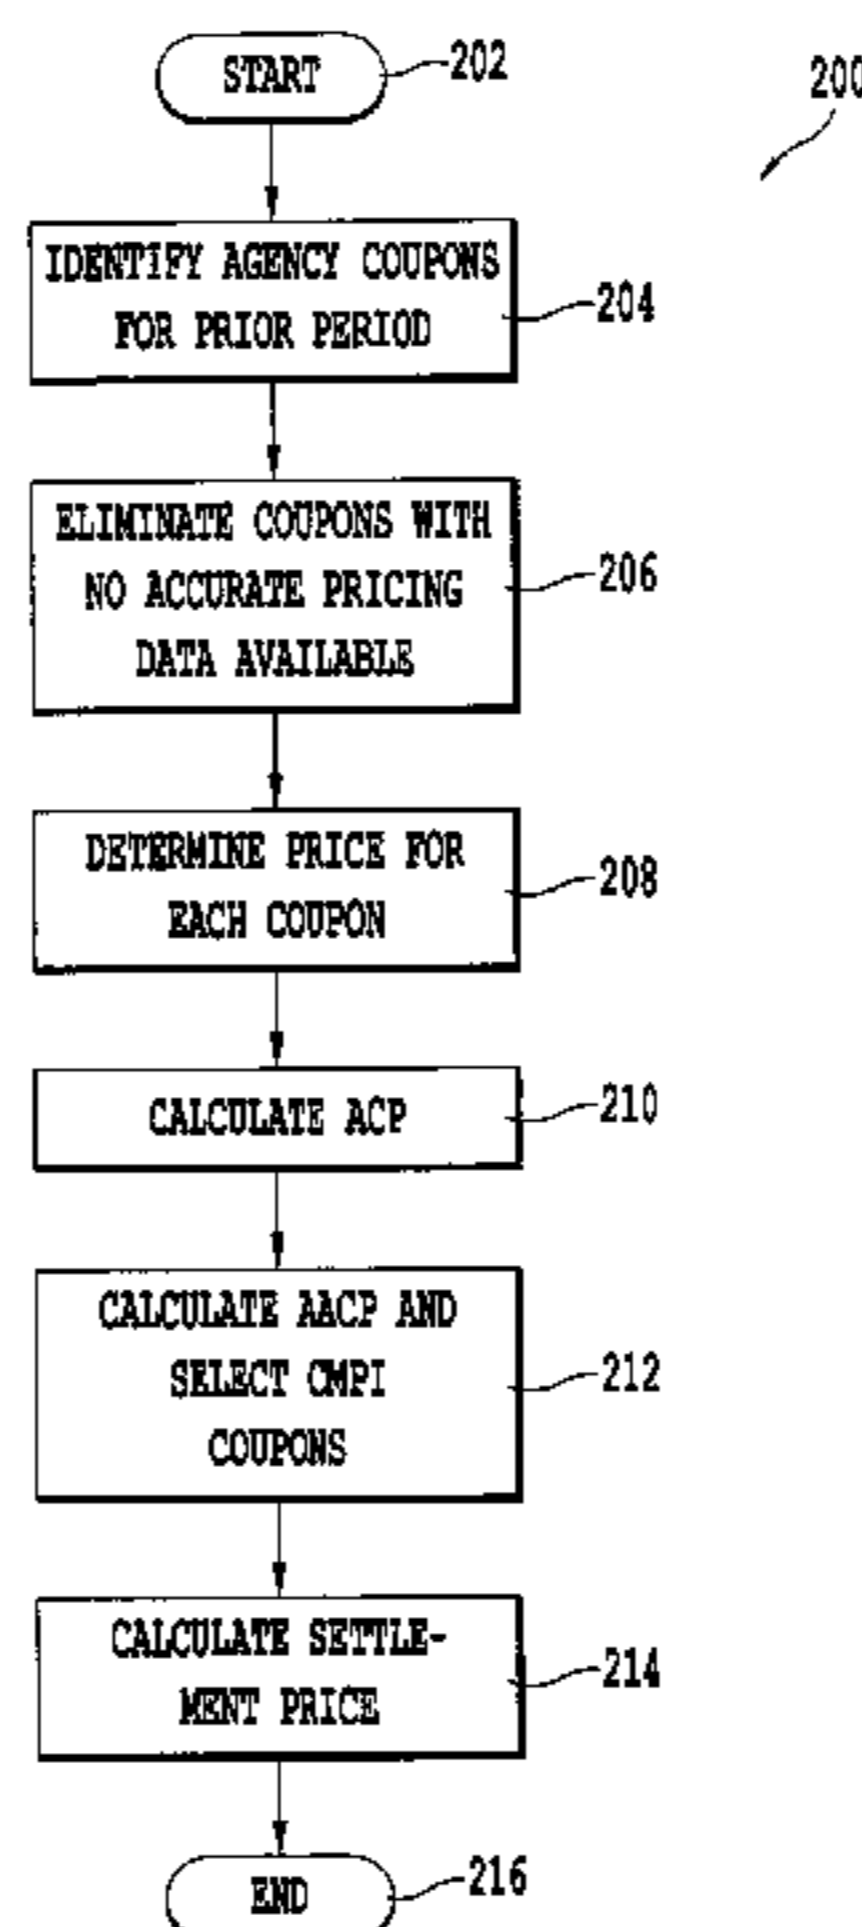 START
202
200
IDENTIFY AGENCY COUPONS
FOR PRIOR PERIOD
204
ELIMINATE COUPONS WITH
NO ACCURATE PRICING
DATA AVAILABLE
206
DETERMINE PRICE FOR
EACH COUPON
208
CALCULATE ACP
210
CALCULATE AACP AND
SELECT CMPI
COUPONS
212
CALCULATE SETTLE-
MENT PRICE
214
END
216